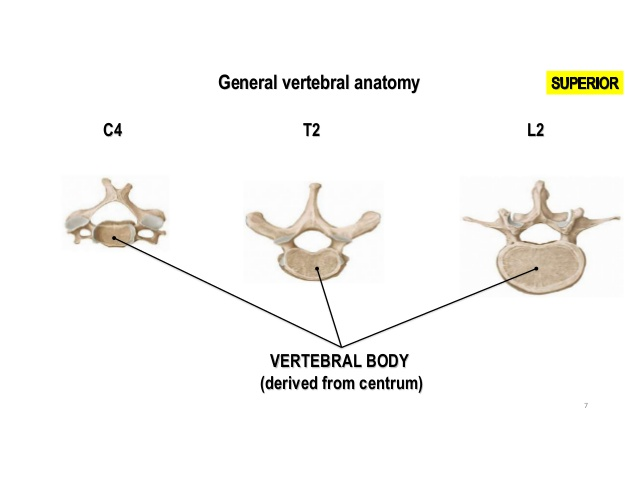 General vertebral anatomy
SUPERIOR
C4
T2
L2
VERTEBRAL BODY
(derived from centrum)
7